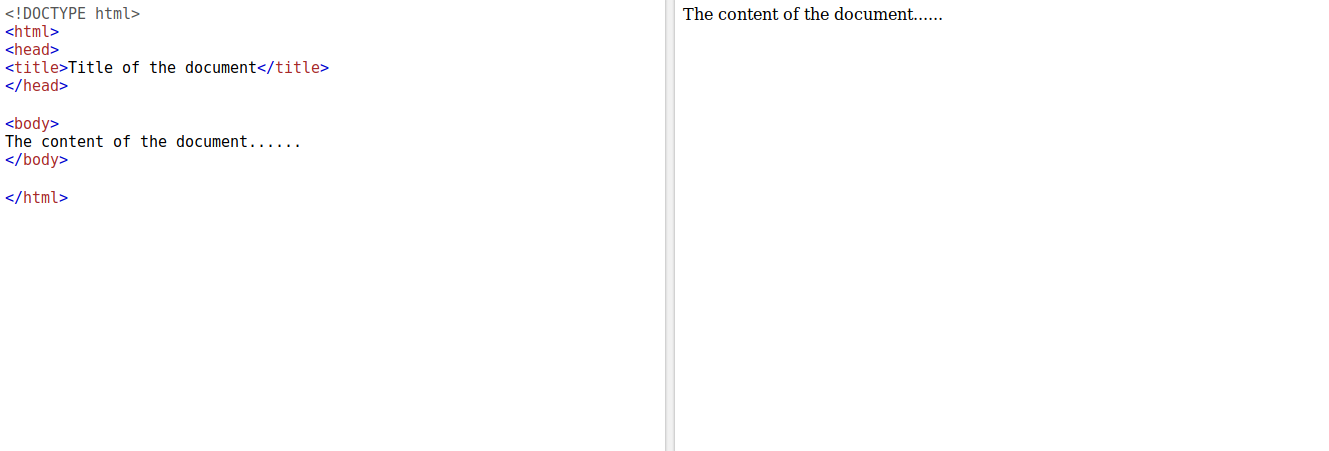 <!DOCTYPE html>
<html>
<head>
<title>Title of the document</title>
</head>
<body>
The content of the document......
</body>
</html>
The content of the document......